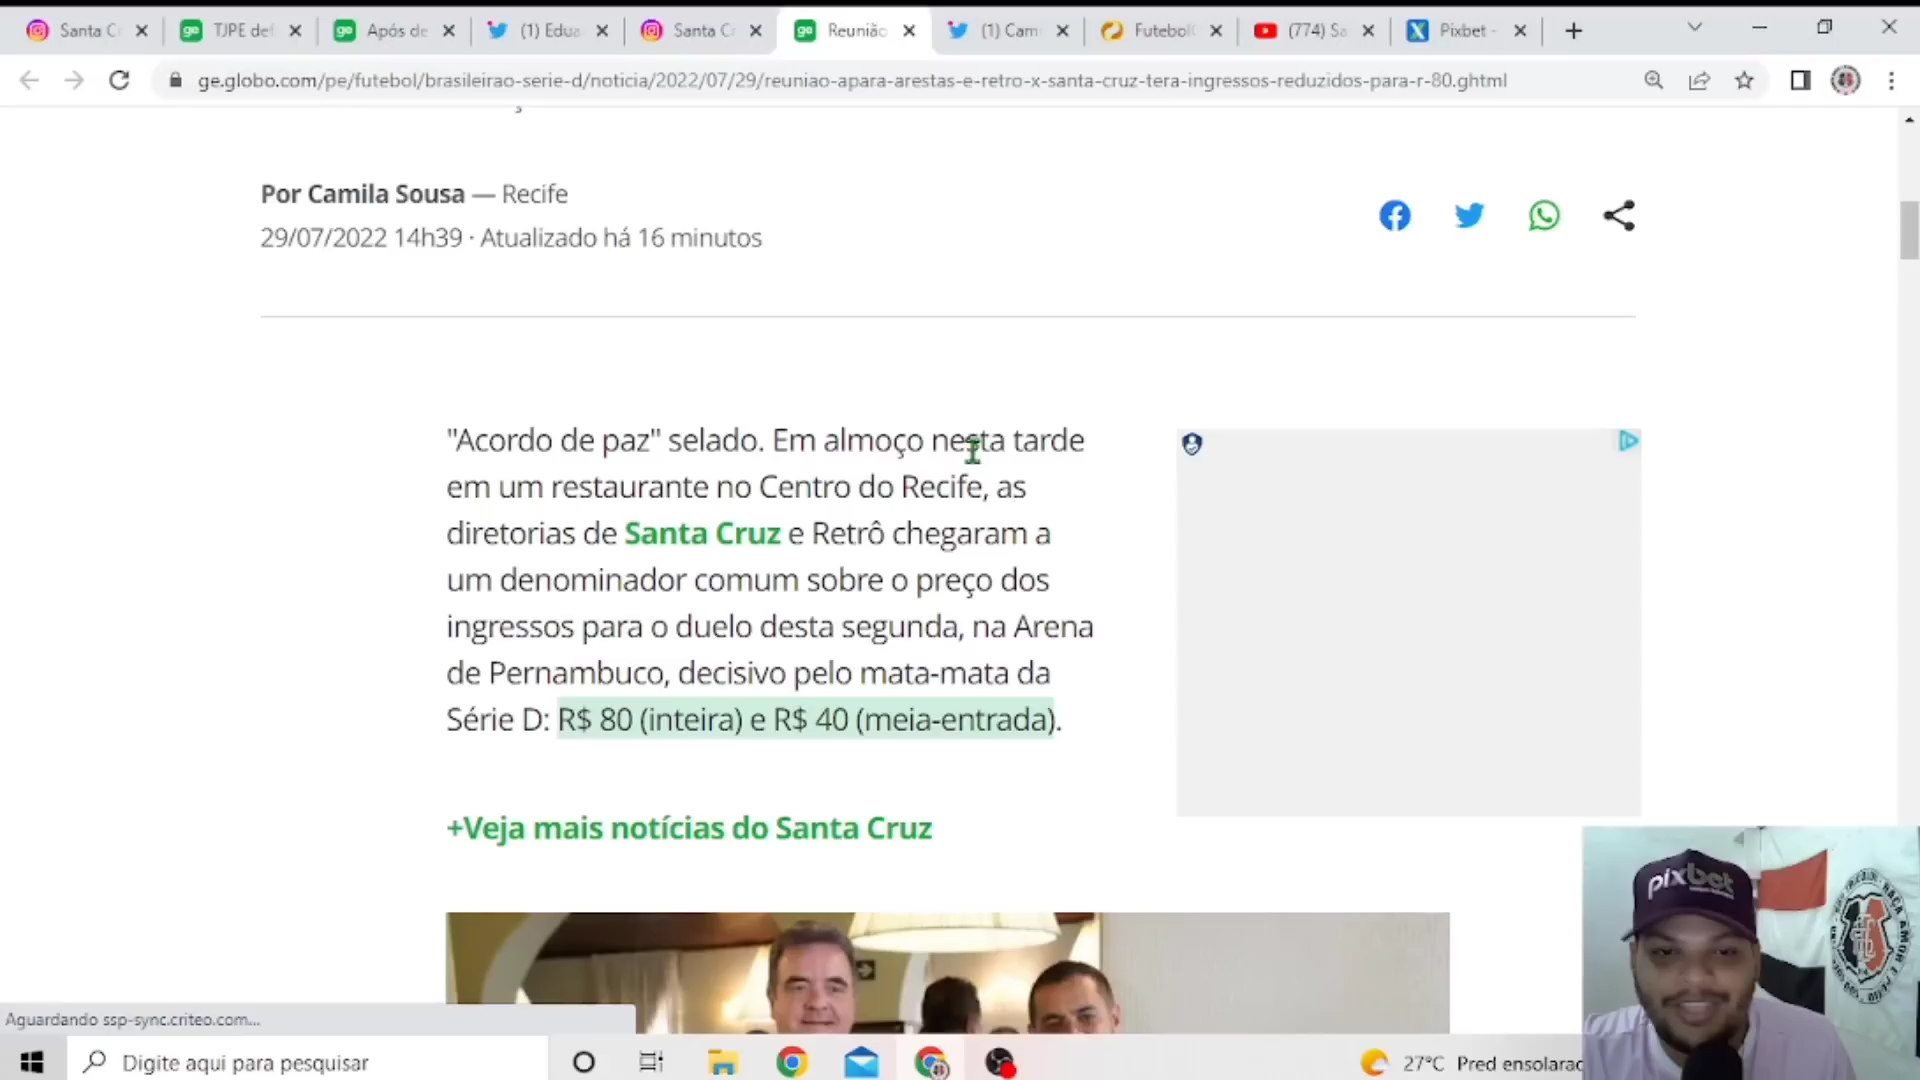 Santa C
TJPE def
Após de
(1) Edua
Santa C
Reunião
(1) Cam
Futebol
(774) Sa
Pixbet -
ge.globo.com/pe/futebol/brasileirao-serie-d/noticia/2022/07/29/reuniao-apara-arestas-e-retro-x-santa-cruz-tera-ingressos-reduzidos-para-r-80.ghtml
Por Camila Sousa — Recife
29/07/2022 14h39 · Atualizado há 16 minutos
"Acordo de paz" selado. Em almoço nesta tarde
em um restaurante no Centro do Recife, as
diretorias de Santa Cruz e Retrô chegaram a
um denominador comum sobre o preço dos
ingressos para o duelo desta segunda, na Arena
de Pernambuco, decisivo pelo mata-mata da
Série D: R$ 80 (inteira) e R$ 40 (meia-entrada).
+Veja mais notícias do Santa Cruz
pixbet
Aguardando ssp-sync.criteo.com...
Digite aqui para pesquisar
27°C Pred ensolarac